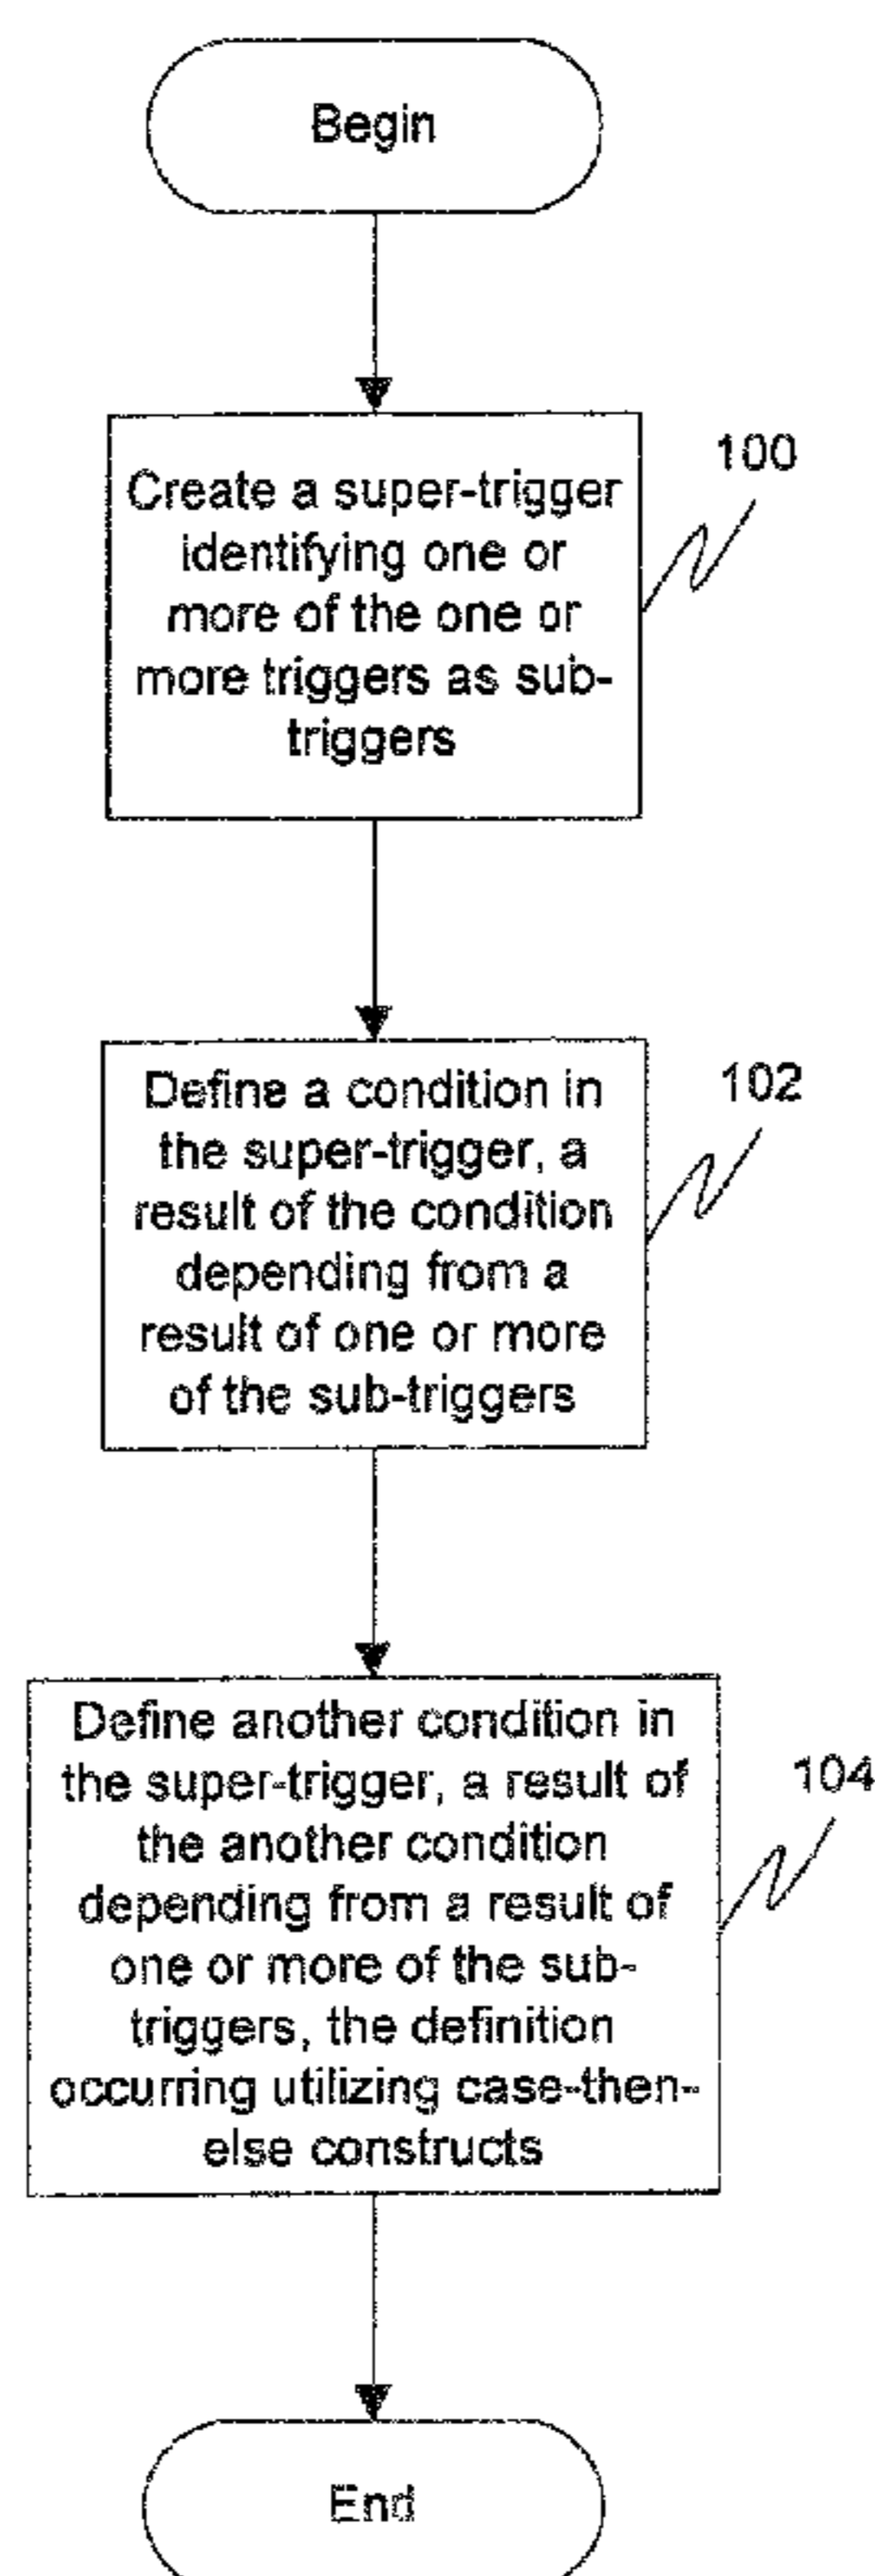 Begin
Create a super-trigger
identifying one or
more of the one or
more triggers as sub-
triggers
100
Define a condition in
the super-trigger, a
result of the condition
depending from a
result of one or more
of the sub-triggers
102
Define another condition in
the super-trigger, a result of
the another condition
depending from a result of
one or more of the sub-
triggers, the definition
occurring utilizing case-then-
else constructs
104
End